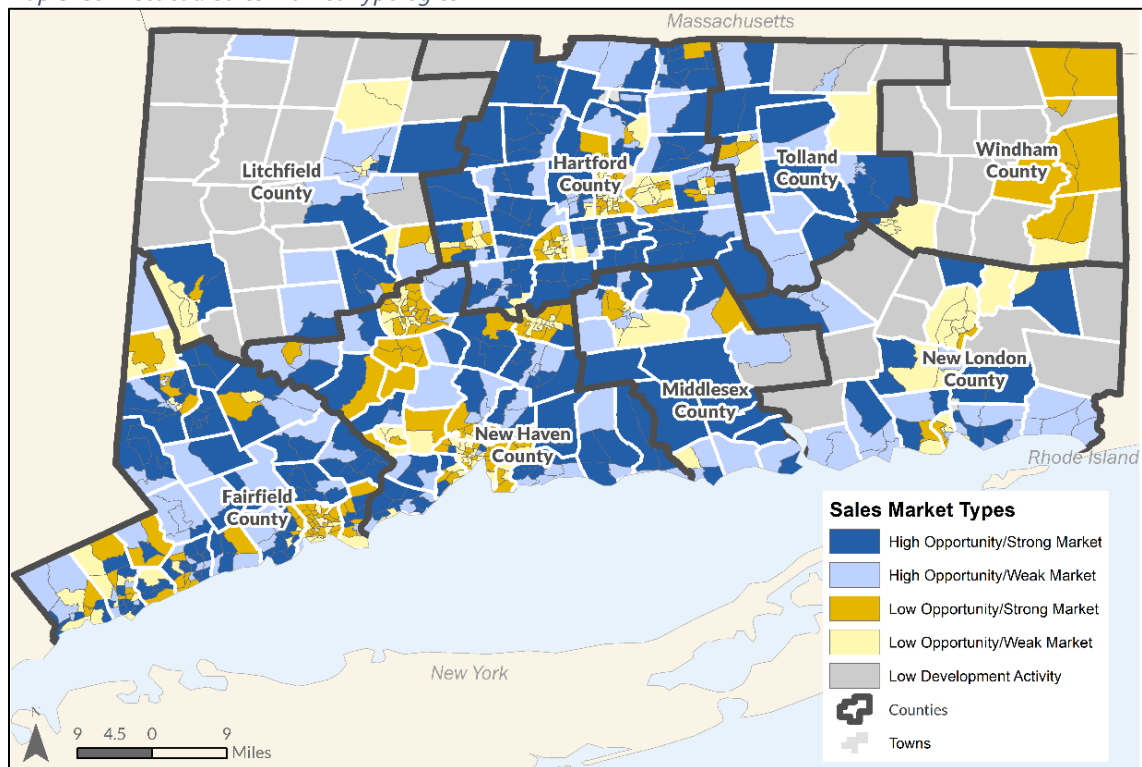 Massachusetts
Litchfield
County
Hartford
County
Tolland
County
Windham
County
New London
County
Middlesex
County
New Haven
County
Fairfield
County
Rhode Island
New York
Sales Market Types
High Opportunity/Strong Market
High Opportunity/Weak Market
Low Opportunity/Strong Market
Low Opportunity/Weak Market
Low Development Activity
Counties
Towns
N
9 4.5 0 9
Miles